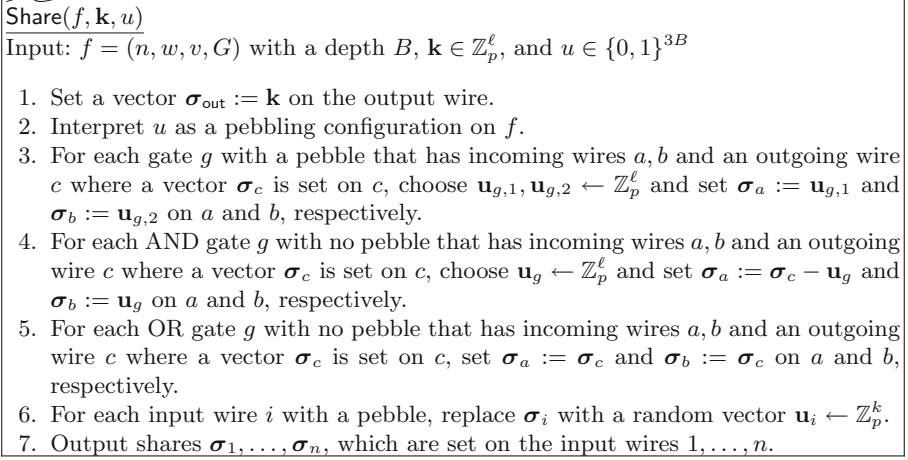 Share(f, k, u)
Input: f = (n, w, v, G) with a depth B, k ∈ ℤ_p^ℓ, and u ∈ {0, 1}^{3B}
1. Set a vector σ_out := k on the output wire.
2. Interpret u as a pebbling configuration on f.
3. For each gate g with a pebble that has incoming wires a, b and an outgoing wire
c where a vector σ_c is set on c, choose u_{g,1}, u_{g,2} ← ℤ_p^ℓ and set σ_a := u_{g,1} and
σ_b := u_{g,2} on a and b, respectively.
4. For each AND gate g with no pebble that has incoming wires a, b and an outgoing
wire c where a vector σ_c is set on c, choose u_g ← ℤ_p^ℓ and set σ_a := σ_c − u_g and
σ_b := u_g on a and b, respectively.
5. For each OR gate g with no pebble that has incoming wires a, b and an outgoing
wire c where a vector σ_c is set on c, set σ_a := σ_c and σ_b := σ_c on a and b,
respectively.
6. For each input wire i with a pebble, replace σ_i with a random vector u_i ← ℤ_p^k.
7. Output shares σ_1, . . . , σ_n, which are set on the input wires 1, . . . , n.